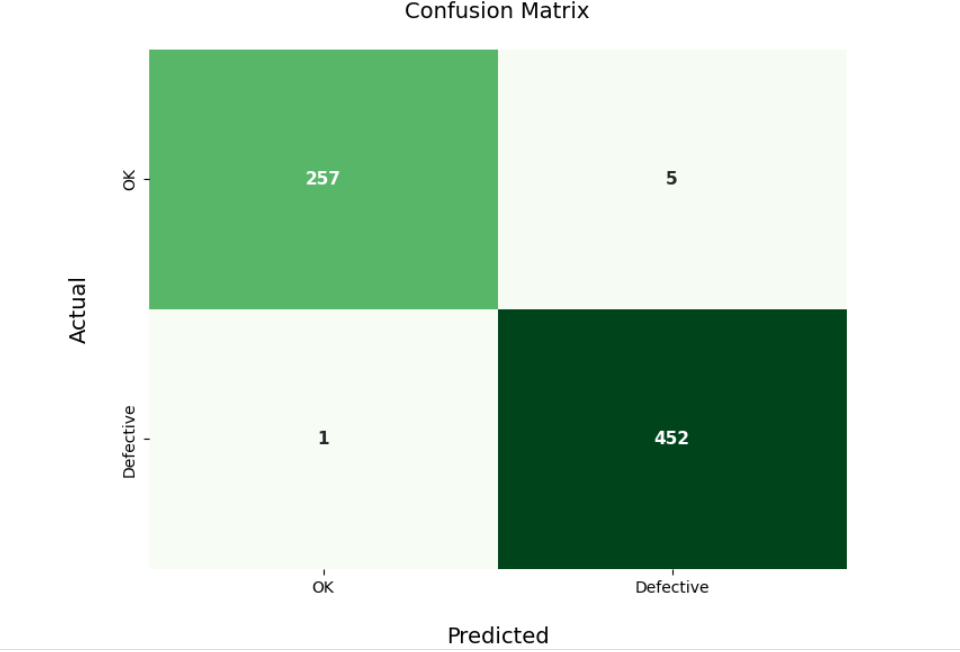 Confusion Matrix
OK
257
5
Actual
Defective
1
452
OK
Defective
Predicted